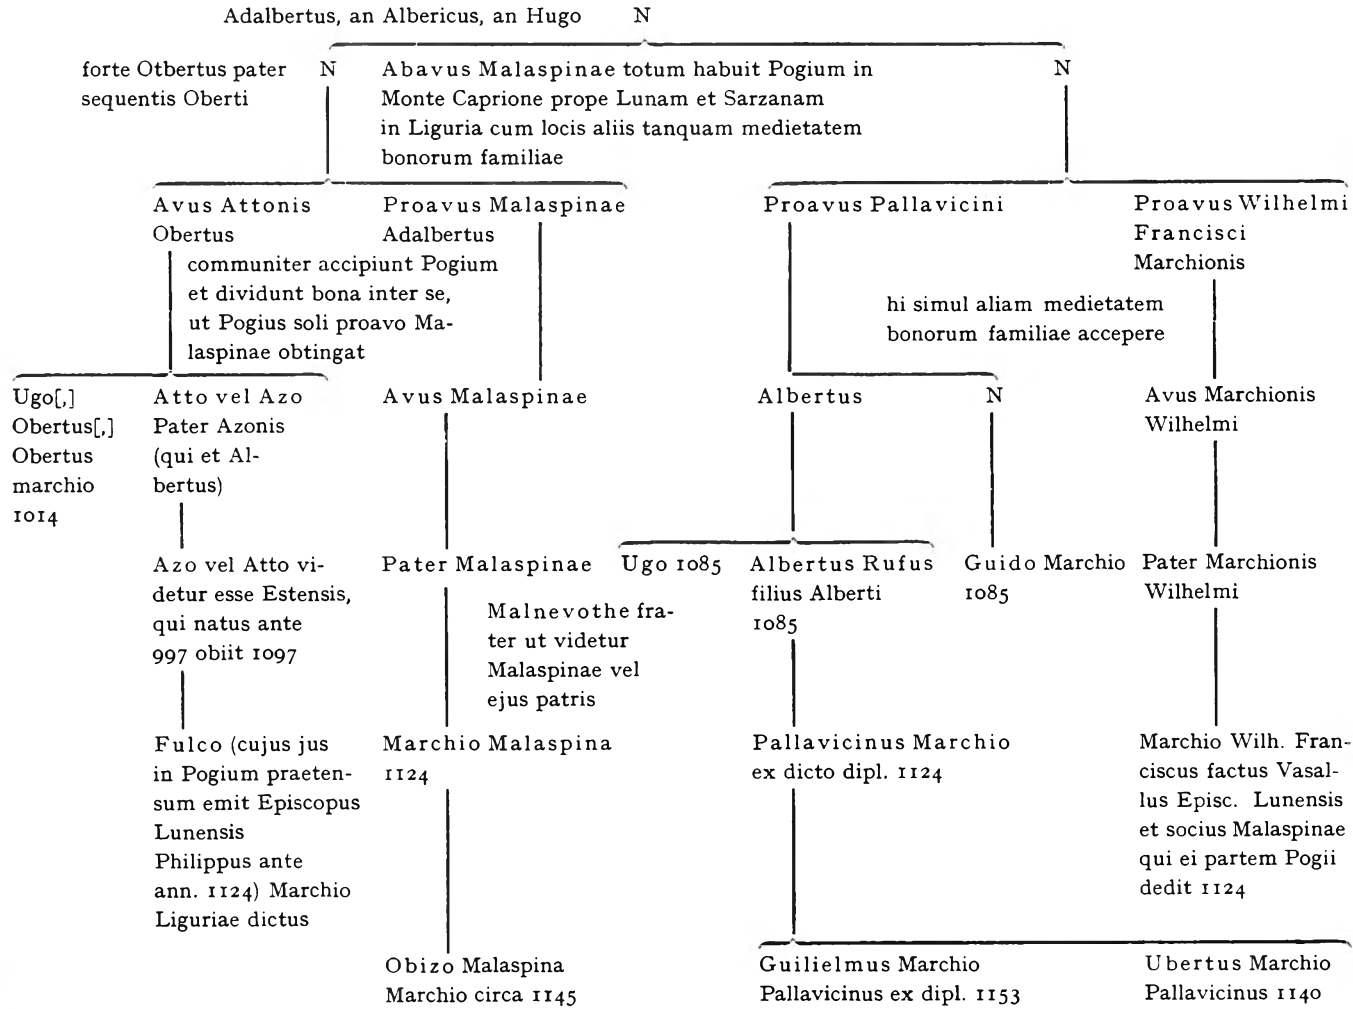 Adalbertus, an Albericus, an Hugo N
forte Otbertus pater
sequentis Oberti
N
Abavus Malaspinae totum habuit Pogium in
Monte Caprione prope Lunam et Sarzanam
in Liguria cum locis aliis tanquam medietatem
bonorum familiae
N
Avus Attonis
Obertus
Proavus Malaspinae
Adalbertus
communiter accipiunt Pogium
et dividunt bona inter se,
ut Pogius soli proavo Ma-
laspinae obtingat
Proavus Pallavicini
Proavus Wilhelmi
Francisci
Marchionis
hi simul aliam medietatem
bonorum familiae accepere
Ugo[,]
Obertus[,]
Obertus
marchio
1014
Atto vel Azo
Pater Azonis
(qui et Al-
bertus)
Avus Malaspinae
Albertus
N
Avus Marchionis
Wilhelmi
Azo vel Atto vi-
detur esse Estensis,
qui natus ante
997 obiit 1097
Pater Malaspinae
Malnevothe fra-
ter ut videtur
Malaspinae vel
ejus patris
Ugo 1085
Albertus Rufus
filius Alberti
1085
Guido Marchio
1085
Pater Marchionis
Wilhelmi
Fulco (cujus jus
in Pogium praeten-
sum emit Episcopus
Lunensis
Philippus ante
ann. 1124) Marchio
Liguriae dictus
Marchio Malaspina
1124
Pallavicinus Marchio
ex dicto dipl. 1124
Marchio Wilh. Fran-
ciscus factus Vasal-
lus Episc. Lunensis
et socius Malaspinae
qui ei partem Pogii
dedit 1124
Obizo Malaspina
Marchio circa 1145
Guilielmus Marchio
Pallavicinus ex dipl. 1153
Ubertus Marchio
Pallavicinus 1140